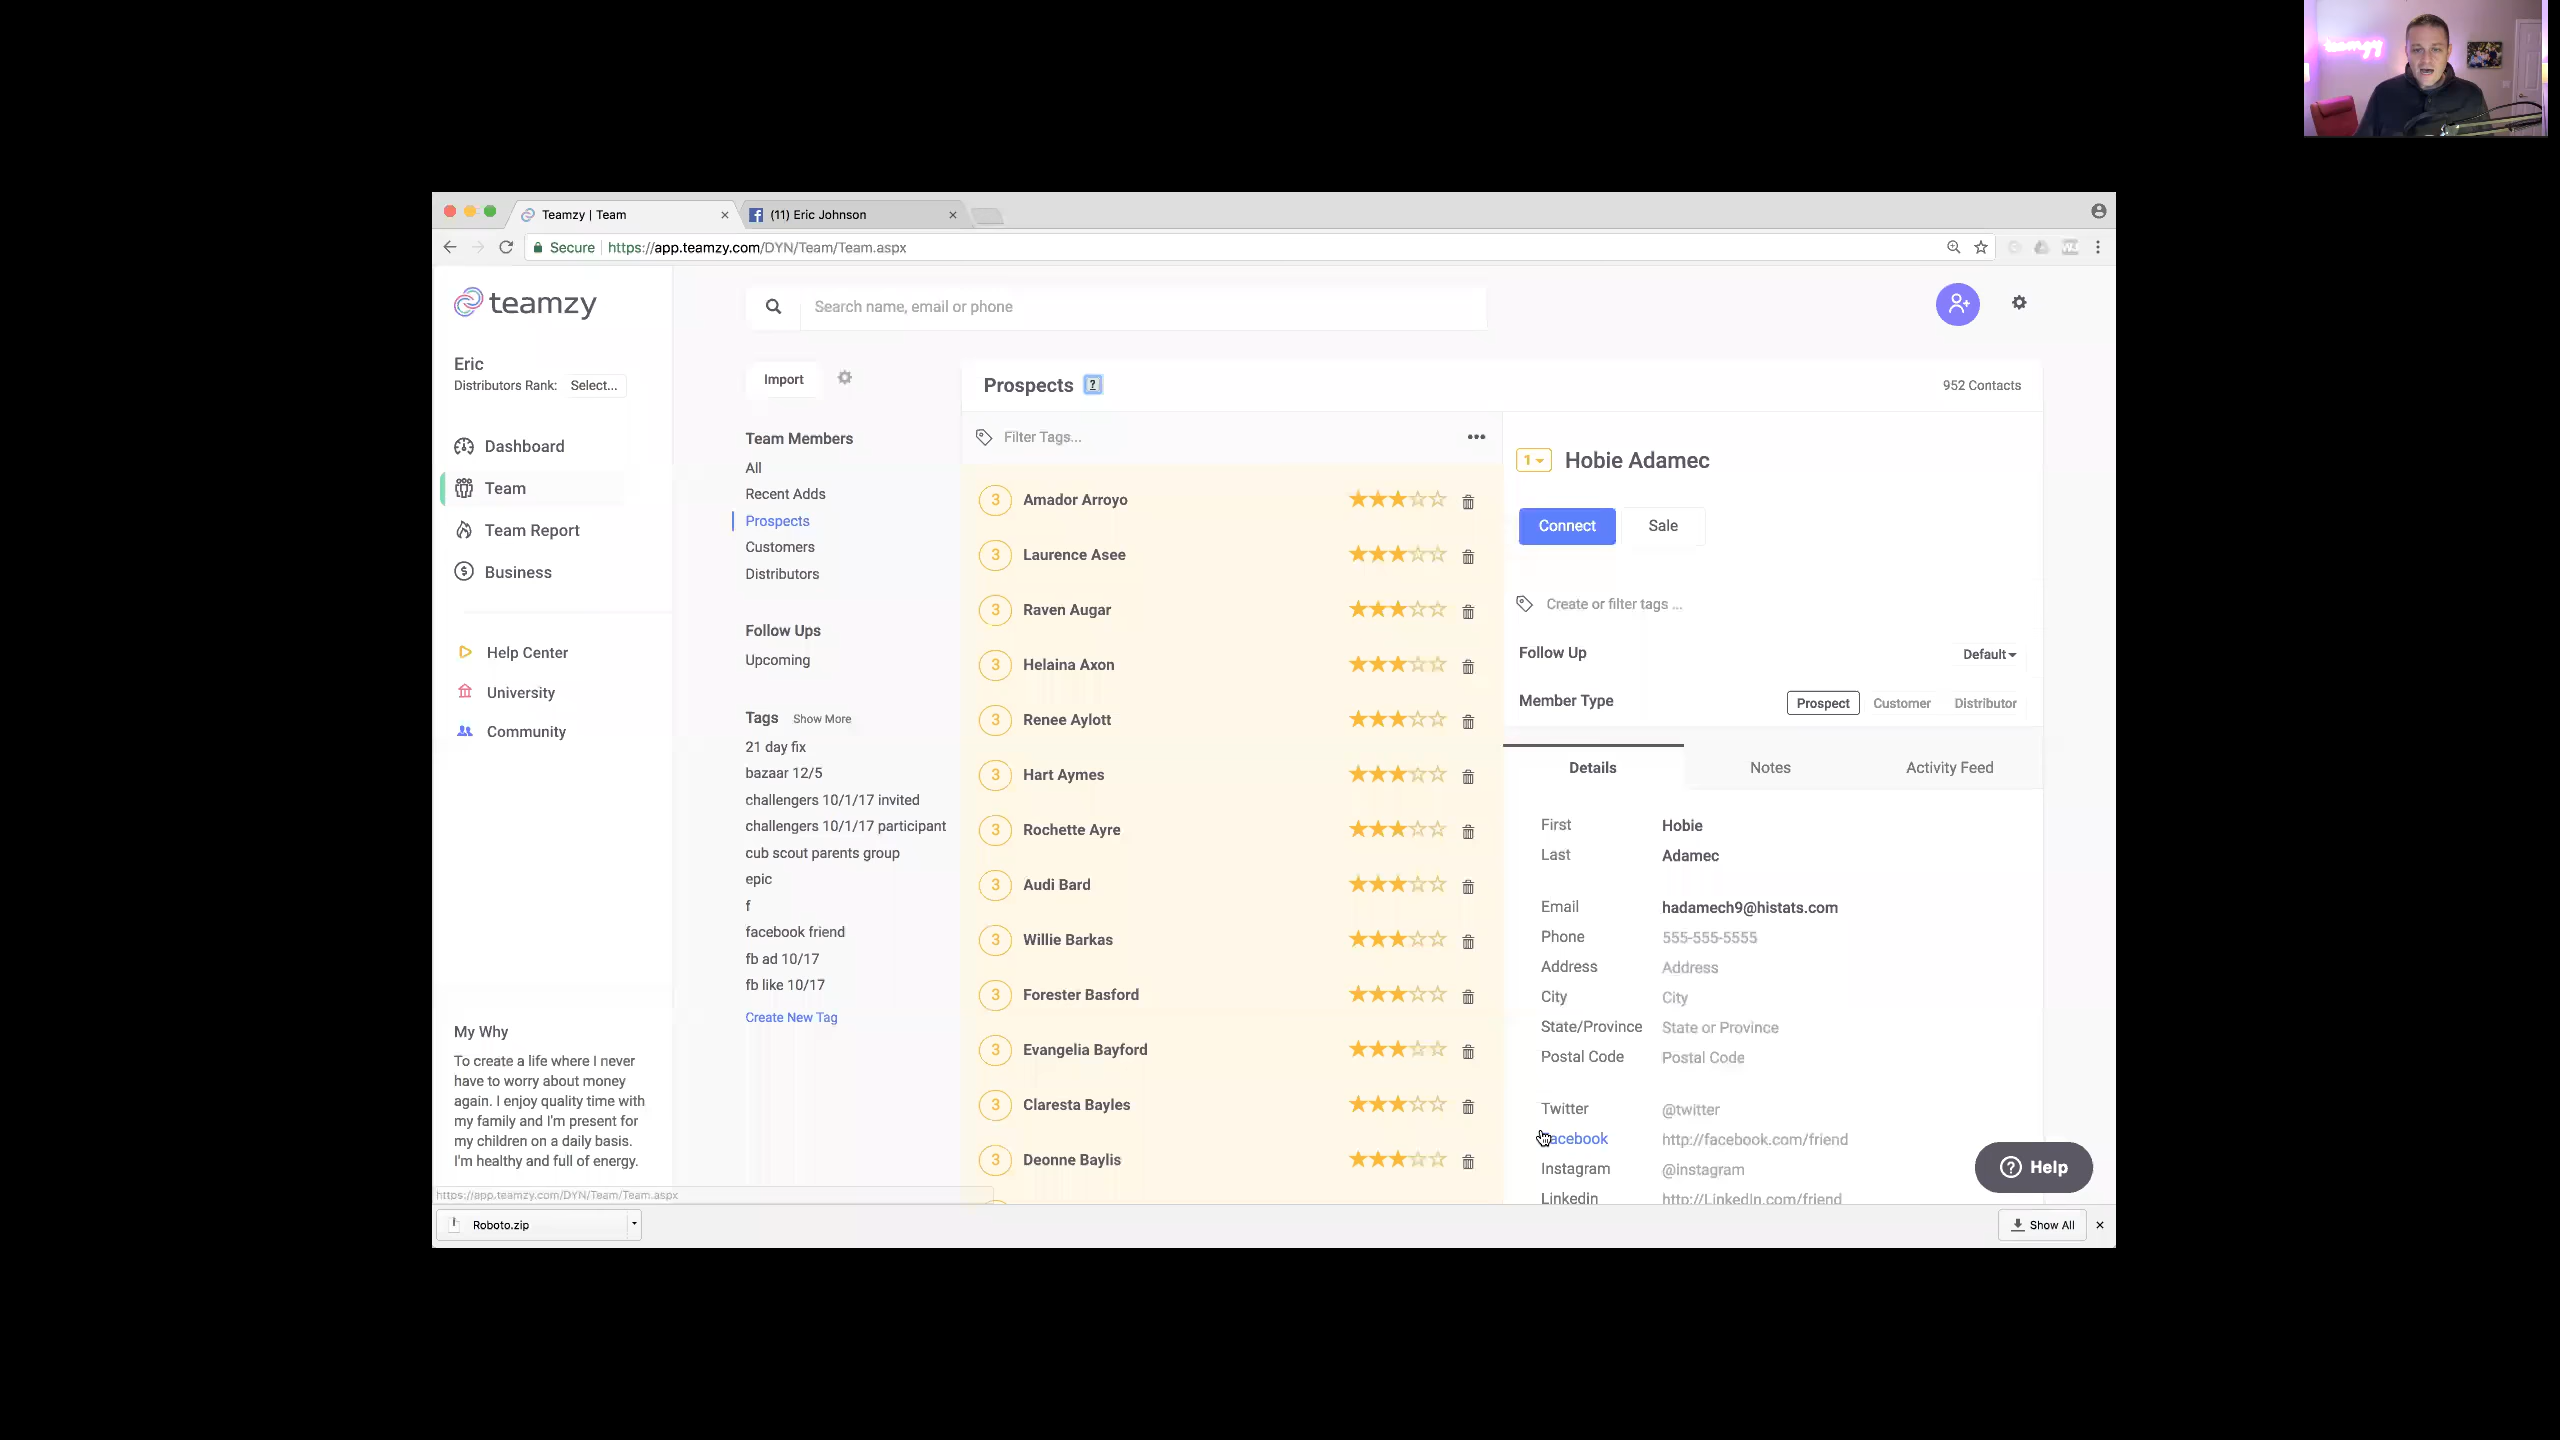 teamzy
Teamzy | Team
(11) Eric Johnson
Secure
https://app.teamzy.com/DYN/Team/Team.aspx
teamzy
Search name, email or phone
Eric
Distributors Rank: Select...
Dashboard
Team
Team Report
Business
Help Center
University
Community
My Why
To create a life where I never
have to worry about money
again. I enjoy quality time with
my family and I'm present for
my children on a daily basis.
I'm healthy and full of energy.
Import
Team Members
All
Recent Adds
Prospects
Customers
Distributors
Follow Ups
Upcoming
Tags Show More
21 day fix
bazaar 12/5
challengers 10/1/17 invited
challengers 10/1/17 participant
cub scout parents group
epic
f
facebook friend
fb ad 10/17
fb like 10/17
Create New Tag
Prospects ?
952 Contacts
Filter Tags...
3 Amador Arroyo
3 Laurence Asee
3 Raven Augar
3 Helaina Axon
3 Renee Aylott
3 Hart Aymes
3 Rochette Ayre
3 Audi Bard
3 Willie Barkas
3 Forester Basford
3 Evangelia Bayford
3 Claresta Bayles
3 Deonne Baylis
1 Hobie Adamec
Connect Sale
Create or filter tags ...
Follow Up Default
Member Type Prospect Customer Distributor
Details Notes Activity Feed
First Hobie
Last Adamec
Email hadamech9@histats.com
Phone 555-555-5555
Address Address
City City
State/Province State or Province
Postal Code Postal Code
Twitter @twitter
Facebook http://facebook.com/friend
Instagram @instagram
Linkedin http://LinkedIn.com/friend
? Help
https://app.teamzy.com/DYN/Team/Team.aspx
Roboto.zip
Show All